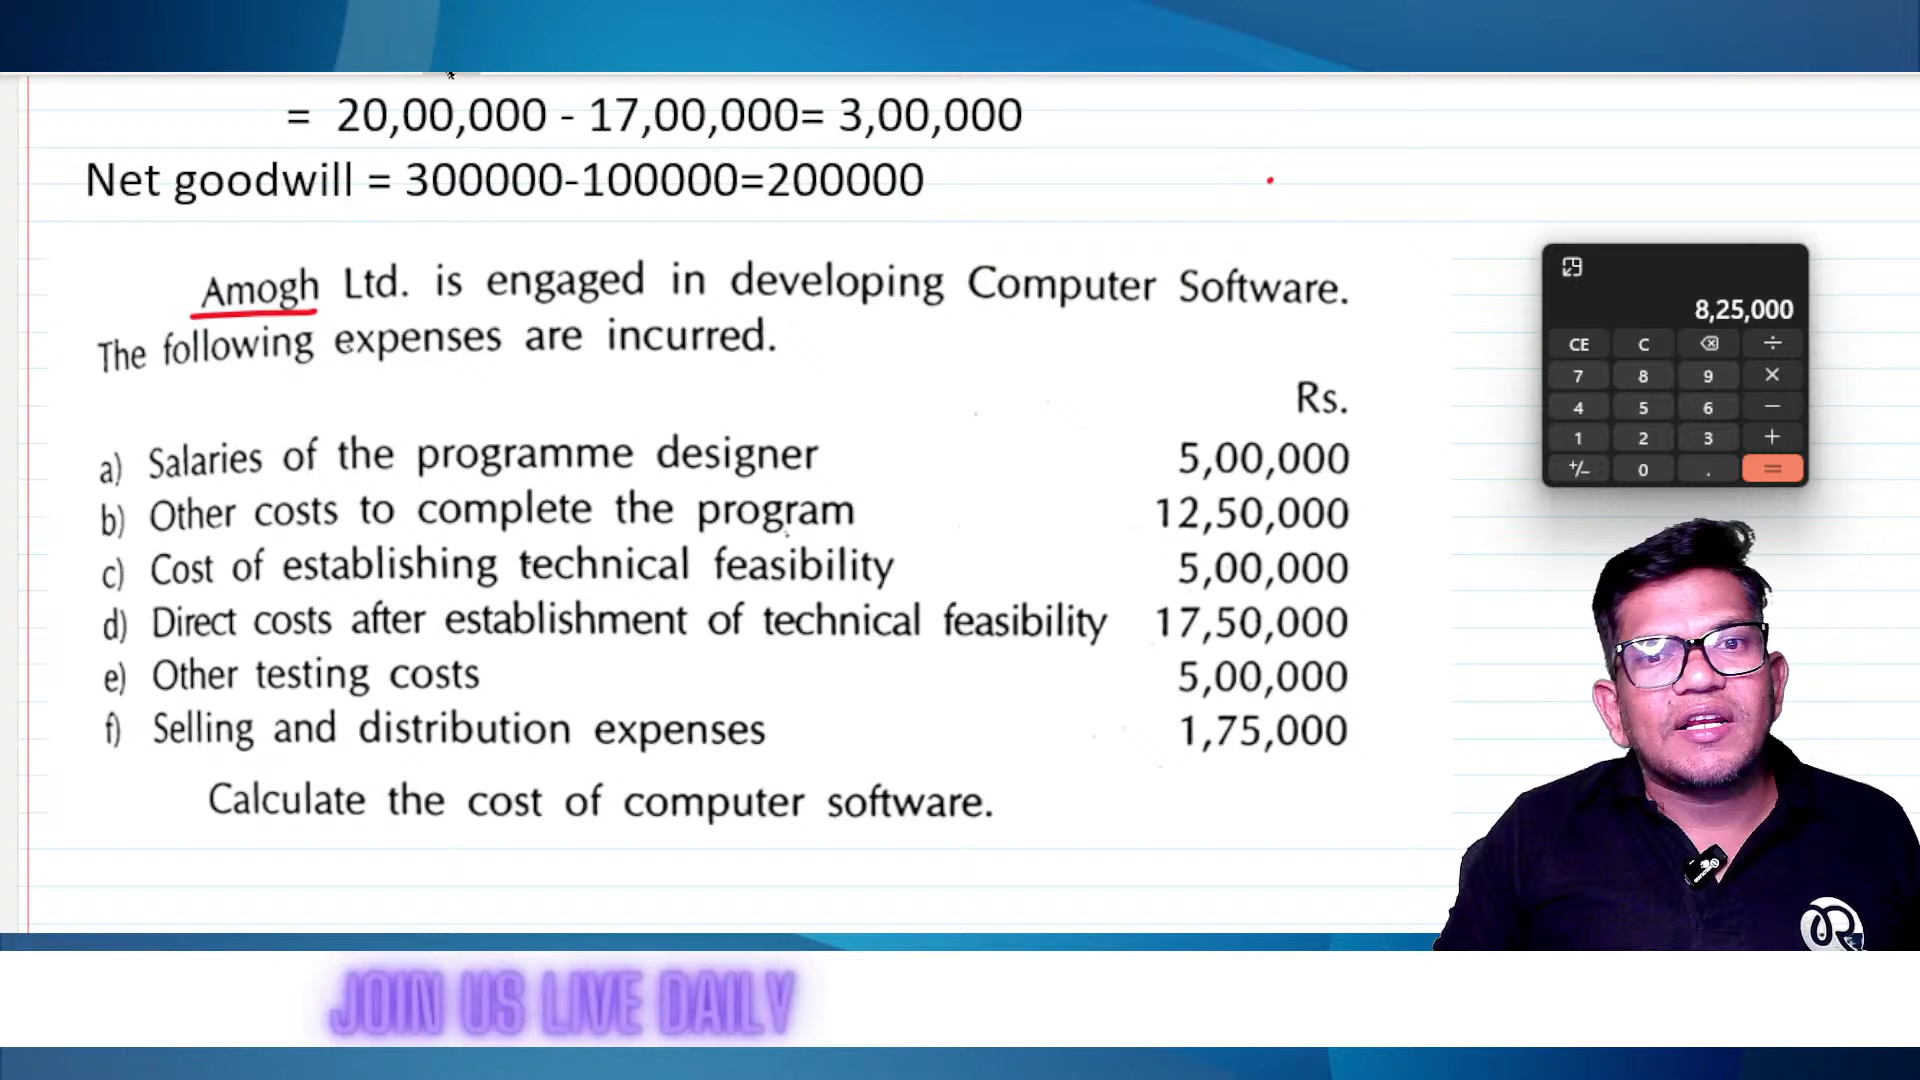 = 20,00,000 - 17,00,000= 3,00,000
Net goodwill = 300000-100000=200000
Amogh Ltd. is engaged in developing Computer Software.
The following expenses are incurred.
Rs.
a) Salaries of the programme designer 5,00,000
b) Other costs to complete the program 12,50,000
c) Cost of establishing technical feasibility 5,00,000
d) Direct costs after establishment of technical feasibility 17,50,000
e) Other testing costs 5,00,000
f) Selling and distribution expenses 1,75,000
Calculate the cost of computer software.
8,25,000
CE C ⌫ ÷
7 8 9 ×
4 5 6 −
1 2 3 +
+/− 0 . =
JOIN US LIVE DAILY